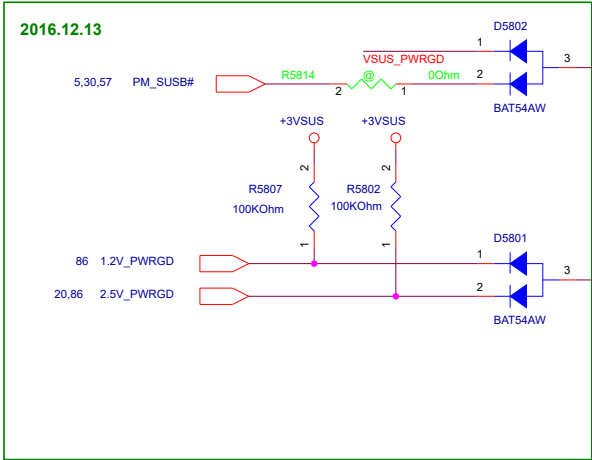 2016.12.13
D5802
1
VSUS_PWRGD
3
5,30,57 PM_SUSB#
R5814
@
0Ohm
2
2
1
BAT54AW
+3VSUS
+3VSUS
2
2
R5807
R5802
100KOhm
100KOhm
1
1
D5801
86 1.2V_PWRGD
1
3
20,86 2.5V_PWRGD
2
BAT54AW